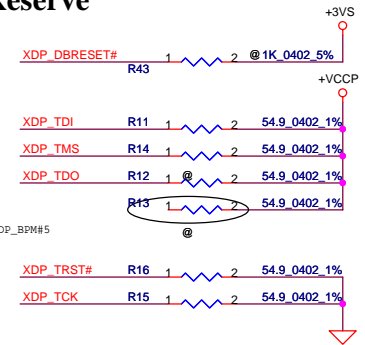 Reserve
+3VS
XDP_DBRESET# 1 2 @ 1K_0402_5%
R43
+VCCP
XDP_TDI R11 1 2 54.9_0402_1%
XDP_TMS R14 1 2 54.9_0402_1%
XDP_TDO R12 1 @ 2 54.9_0402_1%
R13 1 2 54.9_0402_1%
DP_BPM#5
@
XDP_TRST# R16 1 2 54.9_0402_1%
XDP_TCK R15 1 2 54.9_0402_1%